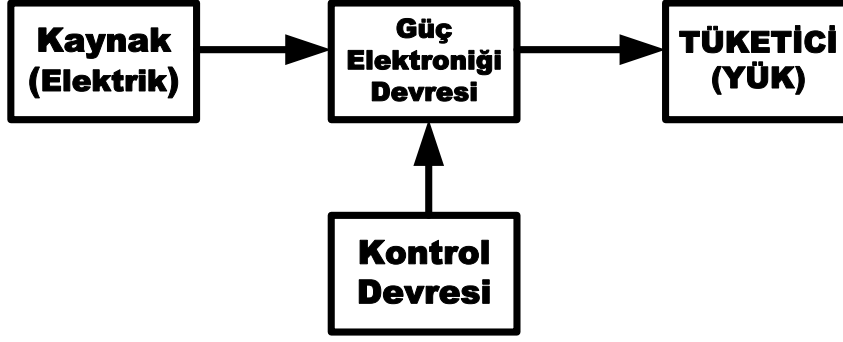 Kaynak
(Elektrik)
Güç
Elektroniği
Devresi
TÜKETİCİ
(YÜK)
Kontrol
Devresi